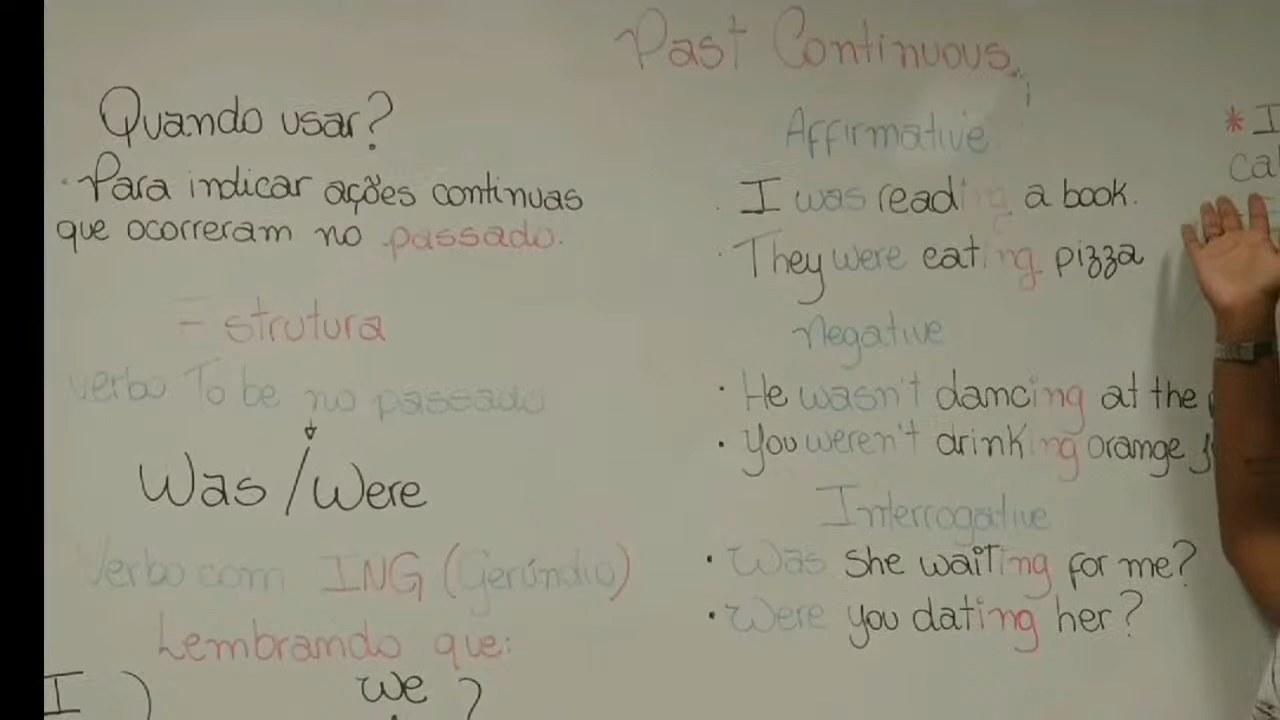 Past Continuous
Quando usar?
· Para indicar ações continuas
que ocorreram no passado.
Estrutura
verbo To be no passado
Was / Were
Verbo com ING (Gerúndio)
Lembrando que:
I )
we )
Affirmative
· I was reading a book.
· They were eating pizza
Negative
· He wasn't dancing at the
· You weren't drinking orange
Interrogative
· Was she waiting for me?
· Were you dating her?
* I